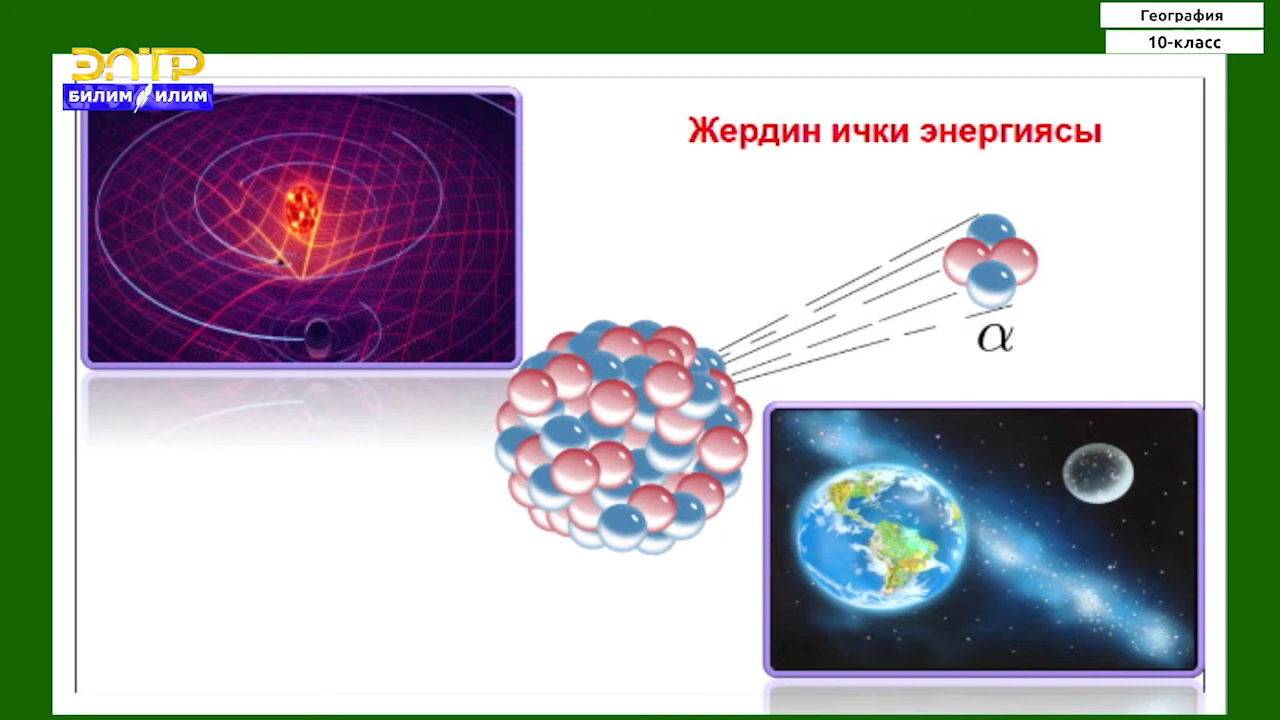 География
10-класс
ЭЛТР
БИЛИМ ИЛИМ
Жердин ички энергиясы
α